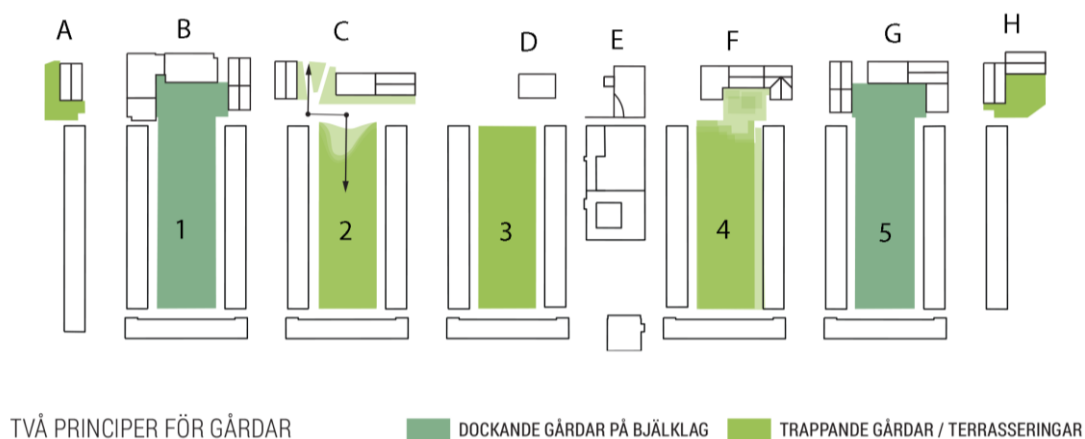 A B C D E F G H
1 2 3 4 5
TVÅ PRINCIPER FÖR GÅRDAR
DOCKANDE GÅRDAR PÅ BJÄLKLAG
TRAPPANDE GÅRDAR / TERRASSERINGAR